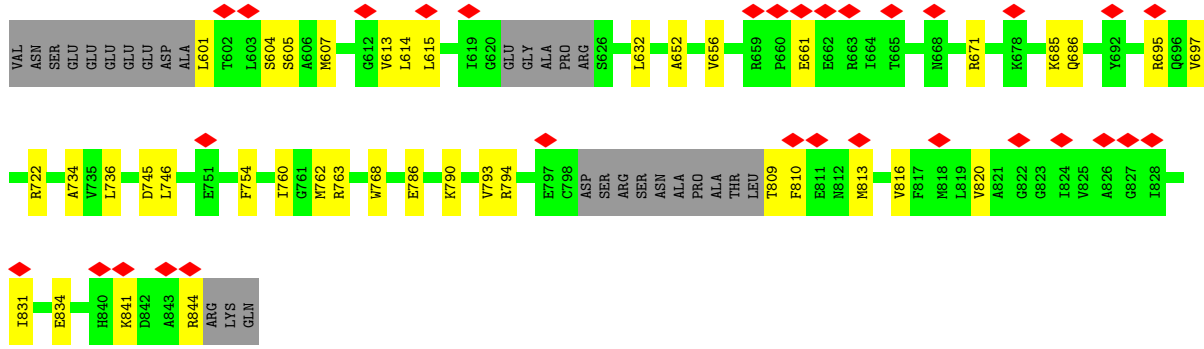 VAL ASN SER GLU GLU GLU GLU GLU ASP ALA L601 T602 L603 S604 S605 A606 M607 G612 V613 L614 L615 I619 G620 GLU GLY ALA PRO ARG S626 L632 A652 V656 R659 P660 E661 E662 R663 I664 T665 N668 R671 K678 K685 Q686 Y692 R695 Q696 V697
R722 A734 V735 L736 D745 L746 E751 F754 I760 G761 M762 R763 W768 E786 K790 V793 R794 E797 C798 ASP SER ARG SER ASN ALA PRO ALA THR LEU T809 F810 E811 N812 M813 V816 F817 M818 L819 V820 A821 G822 G823 I824 V825 A826 G827 I828
I831 E834 H840 K841 D842 A843 R844 ARG LYS GLN